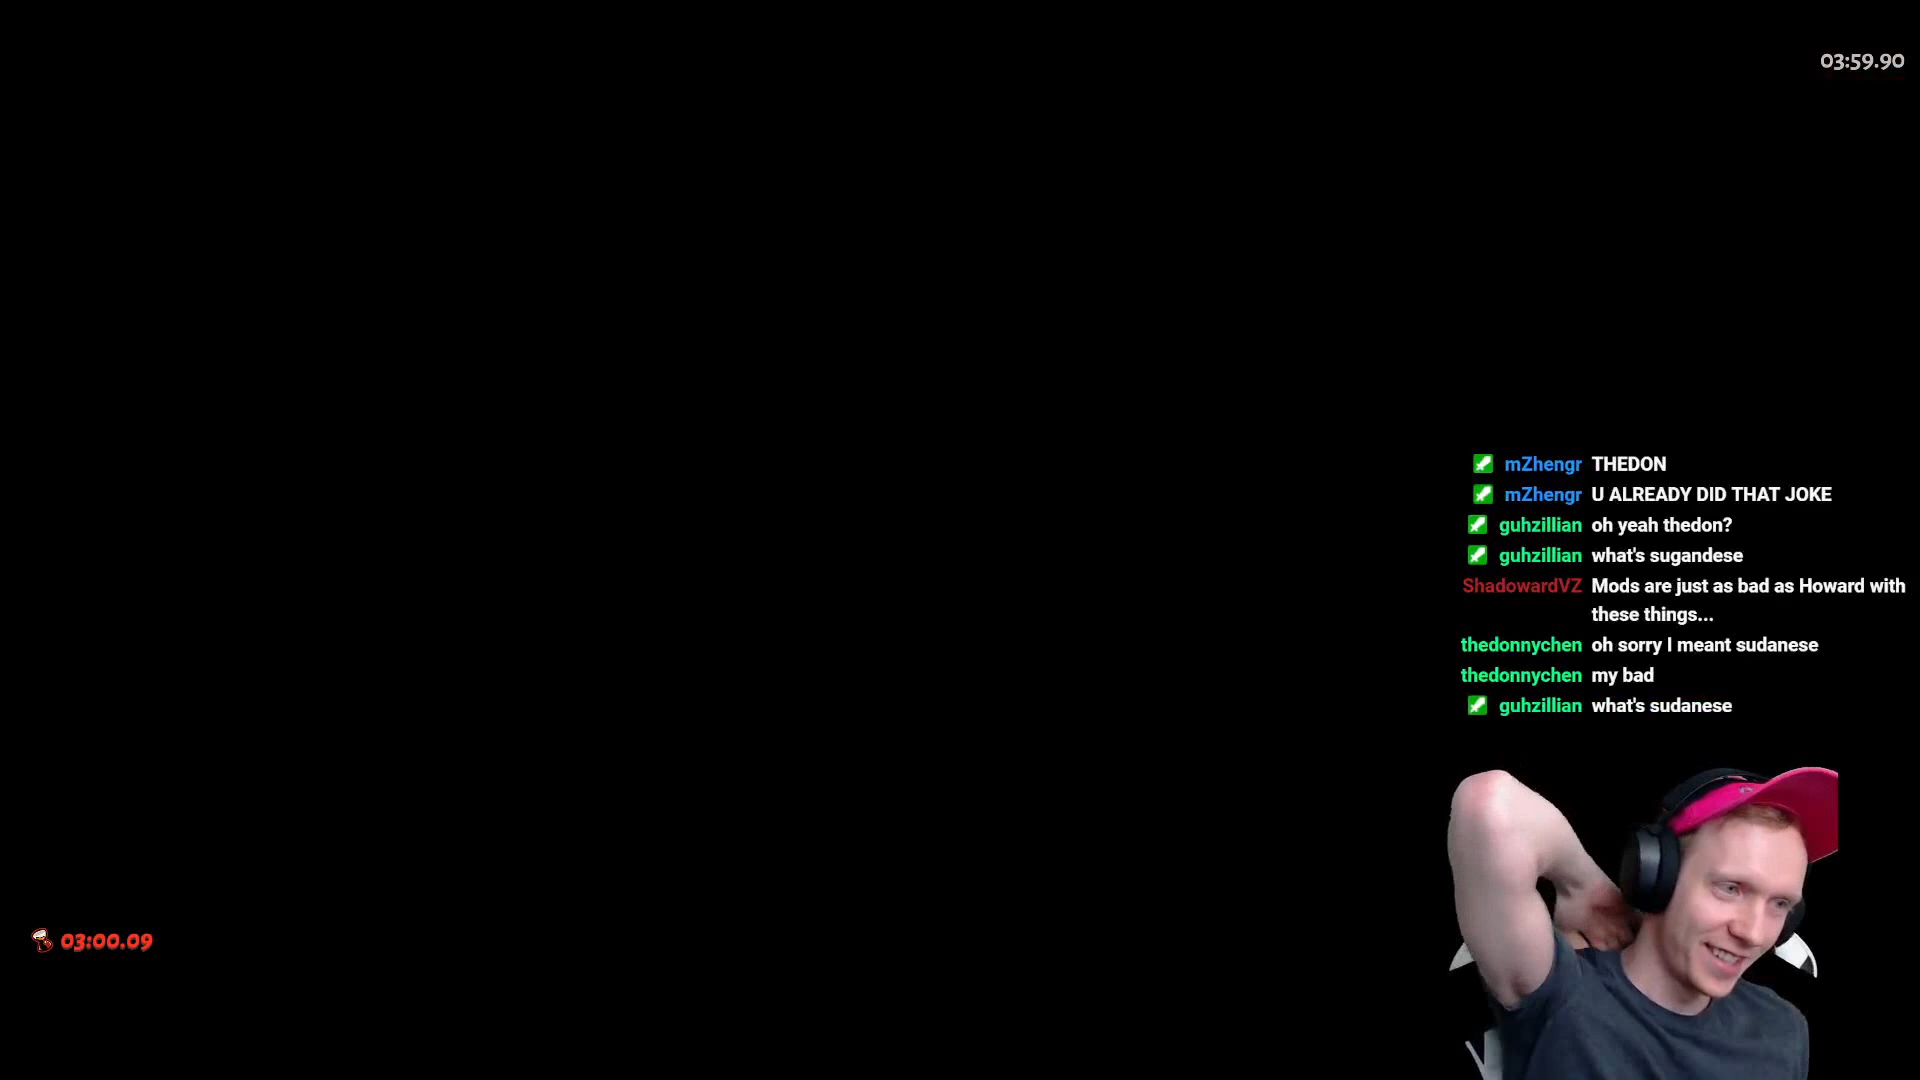 03:59.90
mZhengr THEDON
mZhengr U ALREADY DID THAT JOKE
guhzillian oh yeah thedon?
guhzillian what's sugandese
ShadowardVZ Mods are just as bad as Howard with
these things...
thedonnychen oh sorry I meant sudanese
thedonnychen my bad
guhzillian what's sudanese
03:00.09